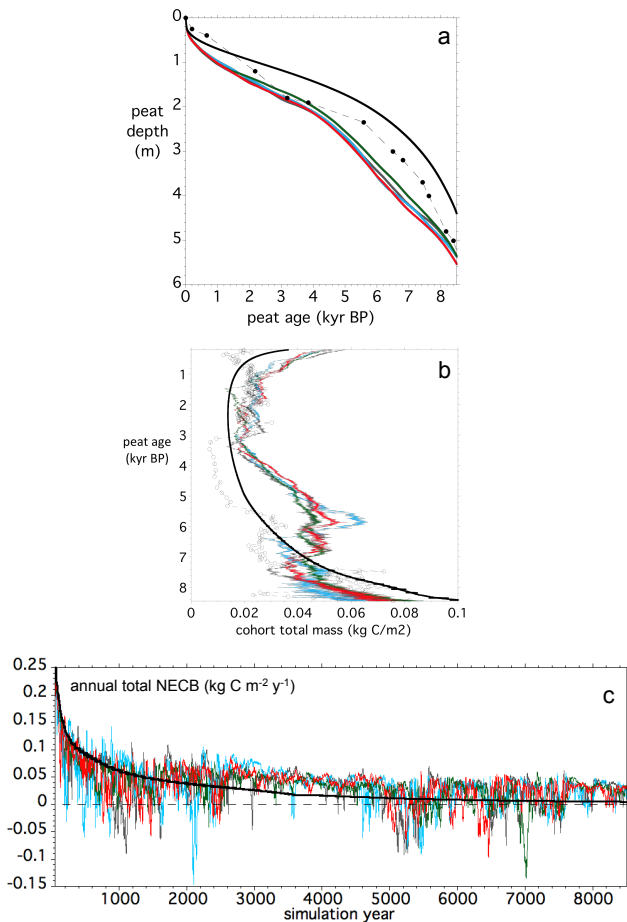 a
0
1
2
3
4
5
6
peat
depth
(m)
0 1 2 3 4 5 6 7 8
peat age (kyr BP)
b
1
2
3
4
5
6
7
8
peat age
(kyr BP)
0 0.02 0.04 0.06 0.08 0.1
cohort total mass (kg C/m2)
0.25
0.2
0.15
0.1
0.05
0
-0.05
-0.1
-0.15
annual total NECB (kg C m-2 y-1)
c
1000 2000 3000 4000 5000 6000 7000 8000
simulation year